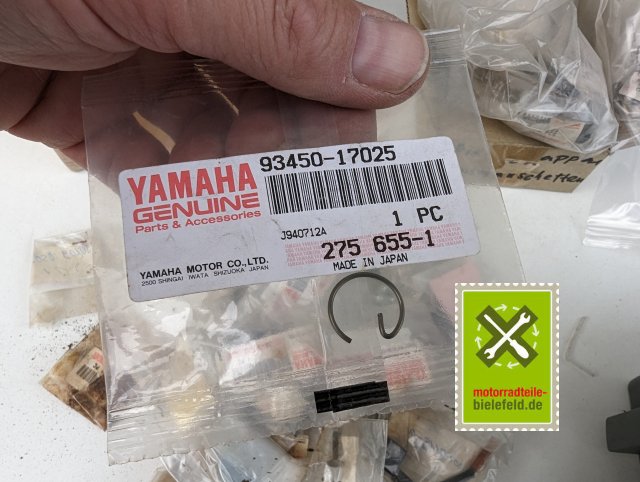 93450-17025
YAMAHA
GENUINE
Parts & Accessories
J940712A
1 PC
275 655-1
YAMAHA MOTOR CO.,LTD.
2500 SHINGAI IWATA SHIZUOKA JAPAN
MADE IN JAPAN
motorradteile-
bielefeld.de